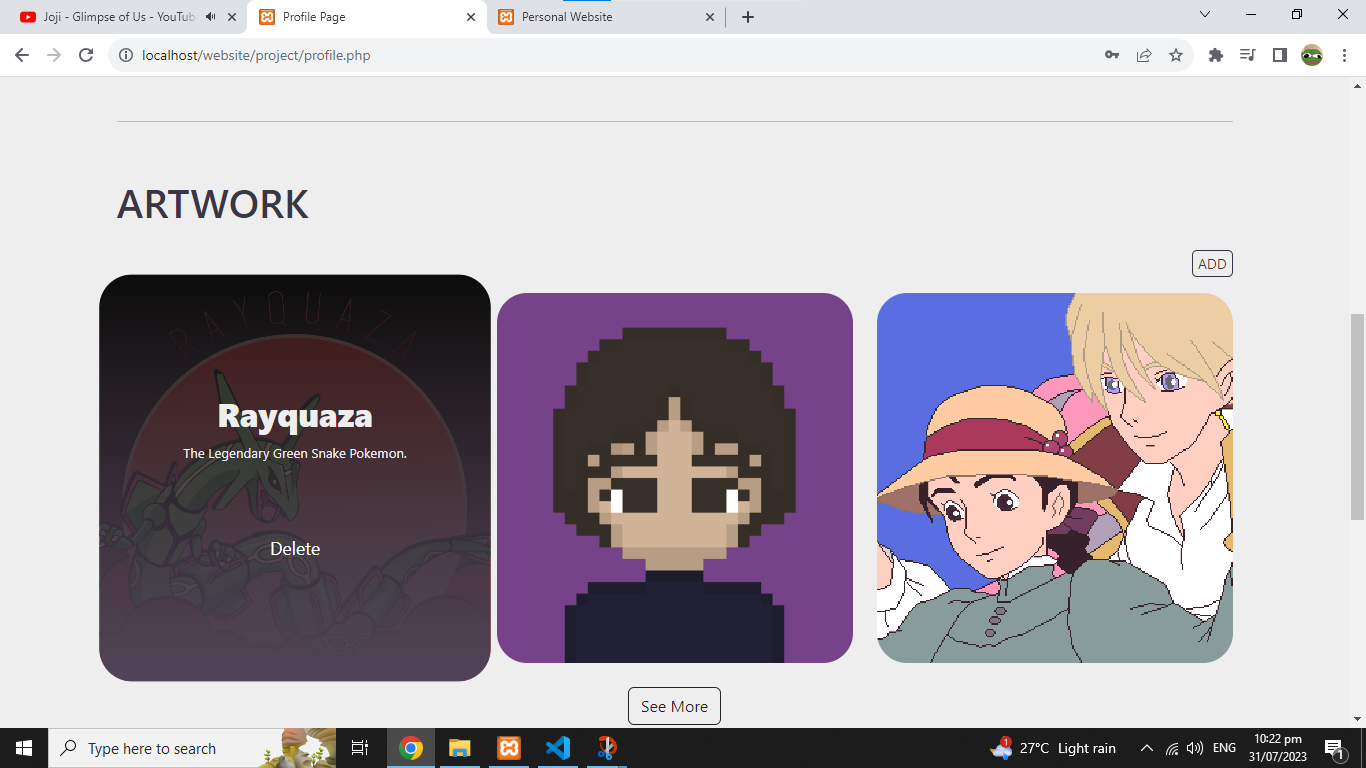 Joji - Glimpse of Us - YouTub
Profile Page
Personal Website
localhost/website/project/profile.php
ARTWORK
ADD
RAYQUAZA
Rayquaza
The Legendary Green Snake Pokemon.
Delete
See More
Type here to search
1
27°C Light rain
ENG
10:22 pm
31/07/2023
1